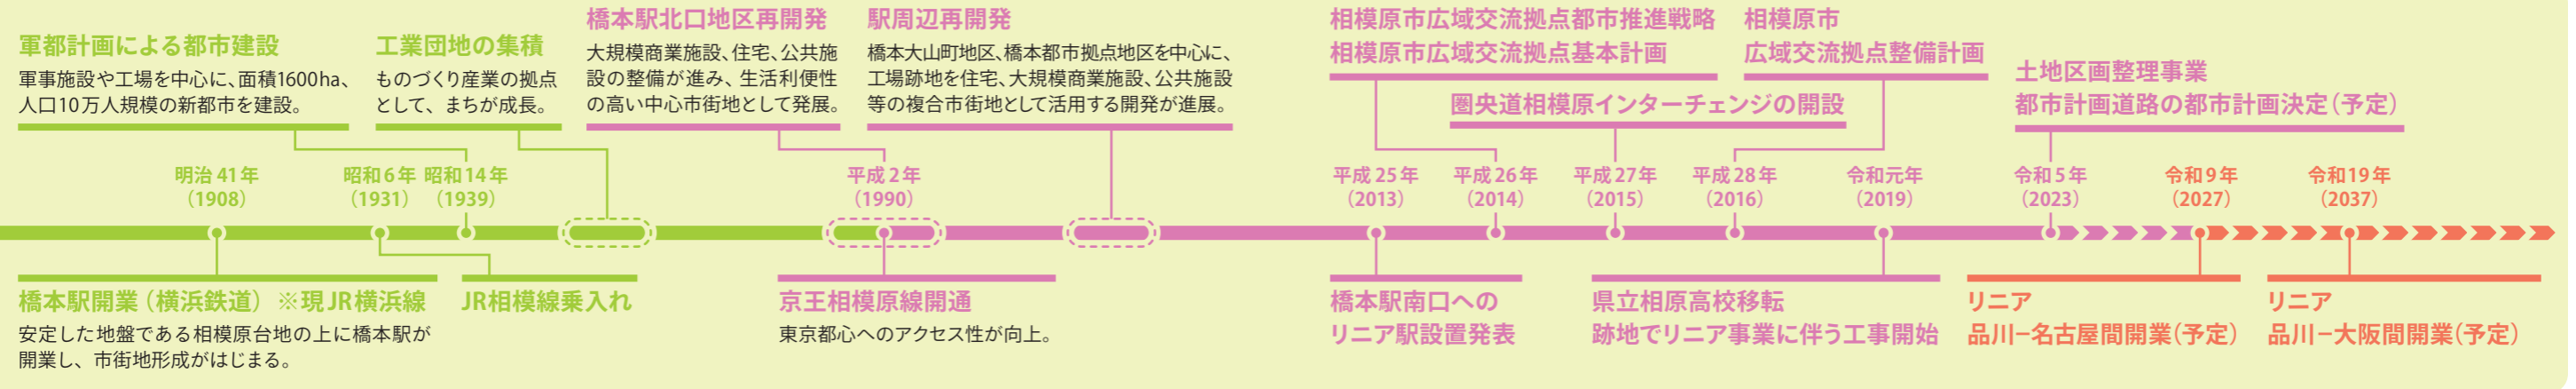 軍都計画による都市建設
軍事施設や工場を中心に、面積1600ha、
人口10万人規模の新都市を建設。
工業団地の集積
ものづくり産業の拠点
として、まちが成長。
橋本駅北口地区再開発
大規模商業施設、住宅、公共施
設の整備が進み、生活利便性
の高い中心市街地として発展。
駅周辺再開発
橋本大山町地区、橋本都市拠点地区を中心に、
工場跡地を住宅、大規模商業施設、公共施設
等の複合市街地として活用する開発が進展。
相模原市広域交流拠点都市推進戦略
相模原市広域交流拠点基本計画
相模原市
広域交流拠点整備計画
圏央道相模原インターチェンジの開設
土地区画整理事業
都市計画道路の都市計画決定(予定)
明治41年
(1908)
昭和6年
(1931)
昭和14年
(1939)
平成2年
(1990)
平成25年
(2013)
平成26年
(2014)
平成27年
(2015)
平成28年
(2016)
令和元年
(2019)
令和5年
(2023)
令和9年
(2027)
令和19年
(2037)
橋本駅開業(横浜鉄道)※現JR横浜線
安定した地盤である相模原台地の上に橋本駅が
開業し、市街地形成がはじまる。
JR相模線乗入れ
京王相模原線開通
東京都心へのアクセス性が向上。
橋本駅南口への
リニア駅設置発表
県立相原高校移転
跡地でリニア事業に伴う工事開始
リニア
品川−名古屋間開業(予定)
リニア
品川−大阪間開業(予定)